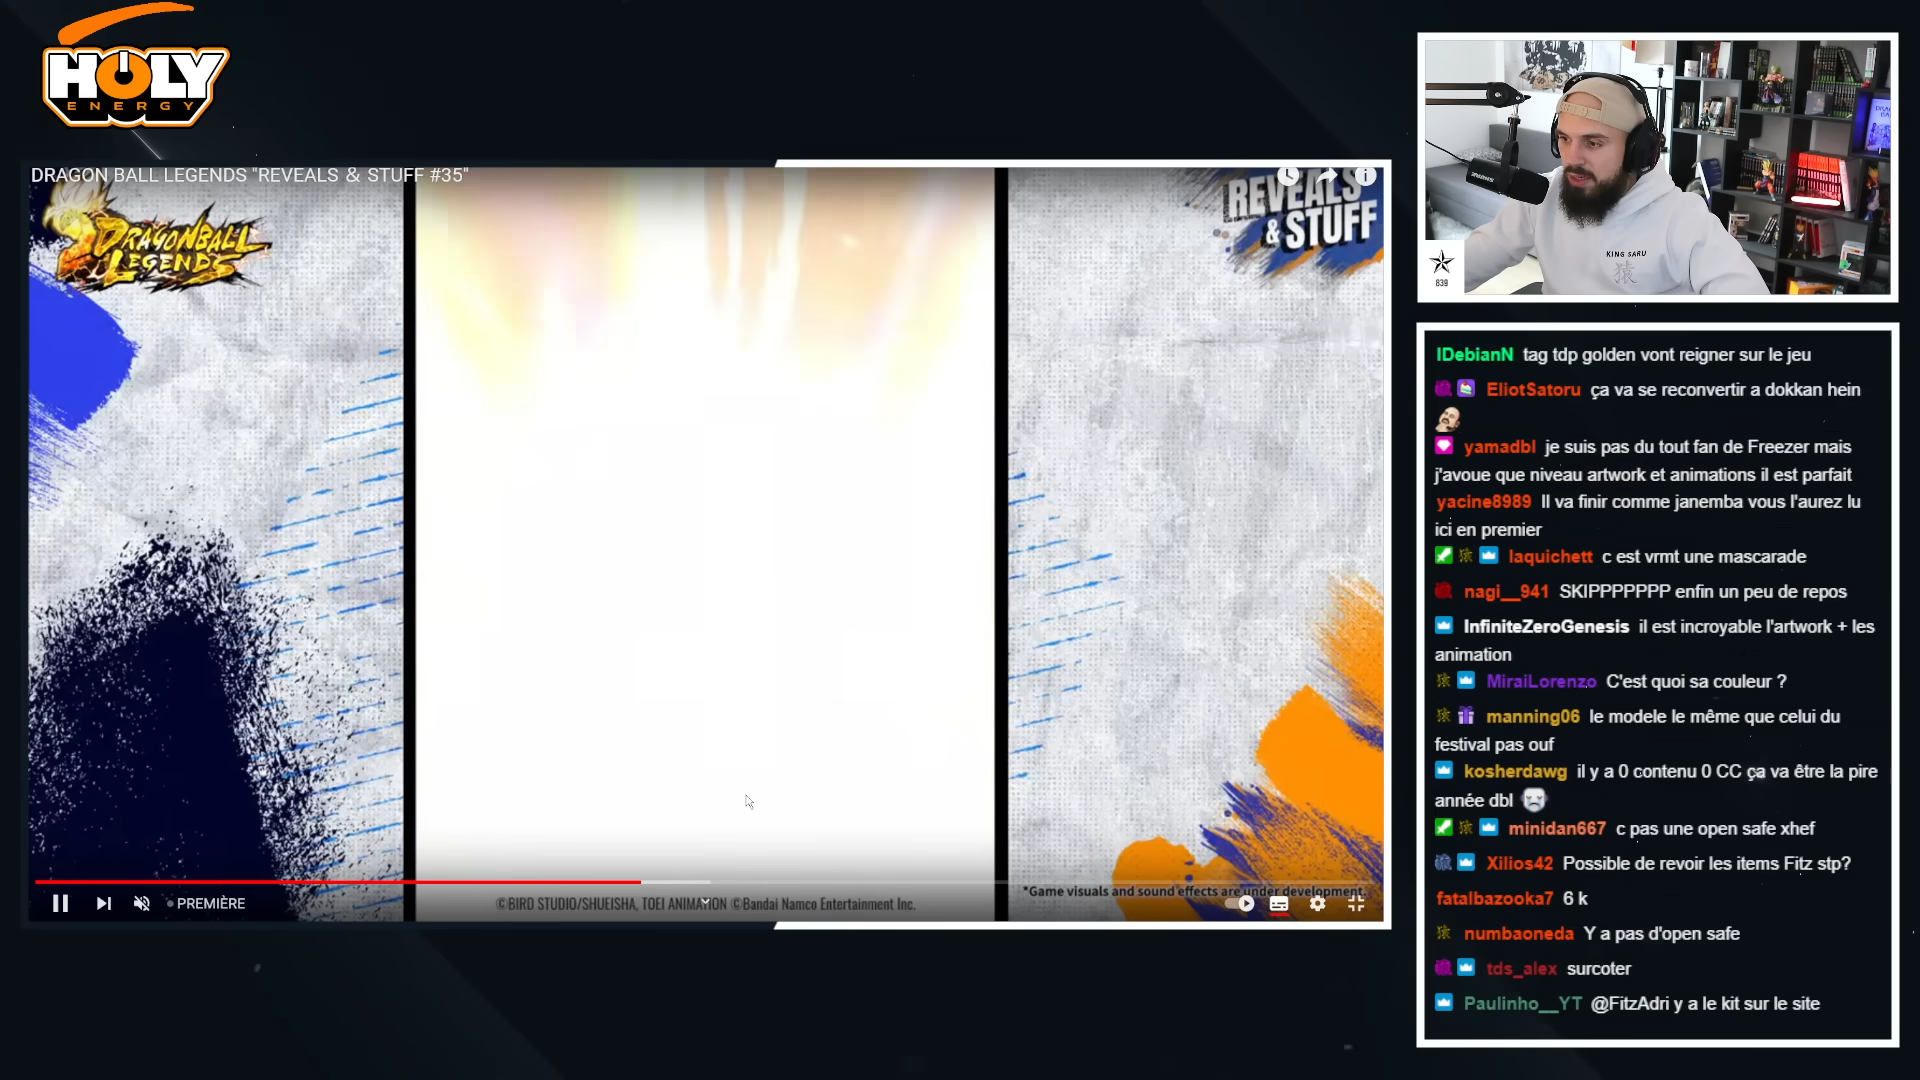 HOLY
ENERGY
DRAGON BALL LEGENDS "REVEALS & STUFF #35"
DRAGONBALL
LEGENDS
REVEALS
& STUFF
*Game visuals and sound effects are under development.
PREMIÈRE
©BIRD STUDIO/SHUEISHA, TOEI ANIMATION ©Bandai Namco Entertainment Inc.
KING SARU
猿
839
IDebianN tag tdp golden vont reigner sur le jeu
EliotSatoru ça va se reconvertir a dokkan hein
yamadbl je suis pas du tout fan de Freezer mais
j'avoue que niveau artwork et animations il est parfait
yacine8989 Il va finir comme janemba vous l'aurez lu
ici en premier
laquichett c est vrmt une mascarade
nagi__941 SKIPPPPPPP enfin un peu de repos
InfiniteZeroGenesis il est incroyable l'artwork + les
animation
MiraiLorenzo C'est quoi sa couleur ?
manning06 le modele le même que celui du
festival pas ouf
kosherdawg il y a 0 contenu 0 CC ça va être la pire
année dbl
minidan667 c pas une open safe xhef
Xilios42 Possible de revoir les items Fitz stp?
fatalbazooka7 6 k
numbaoneda Y a pas d'open safe
tds_alex surcoter
Paulinho__YT @FitzAdri y a le kit sur le site